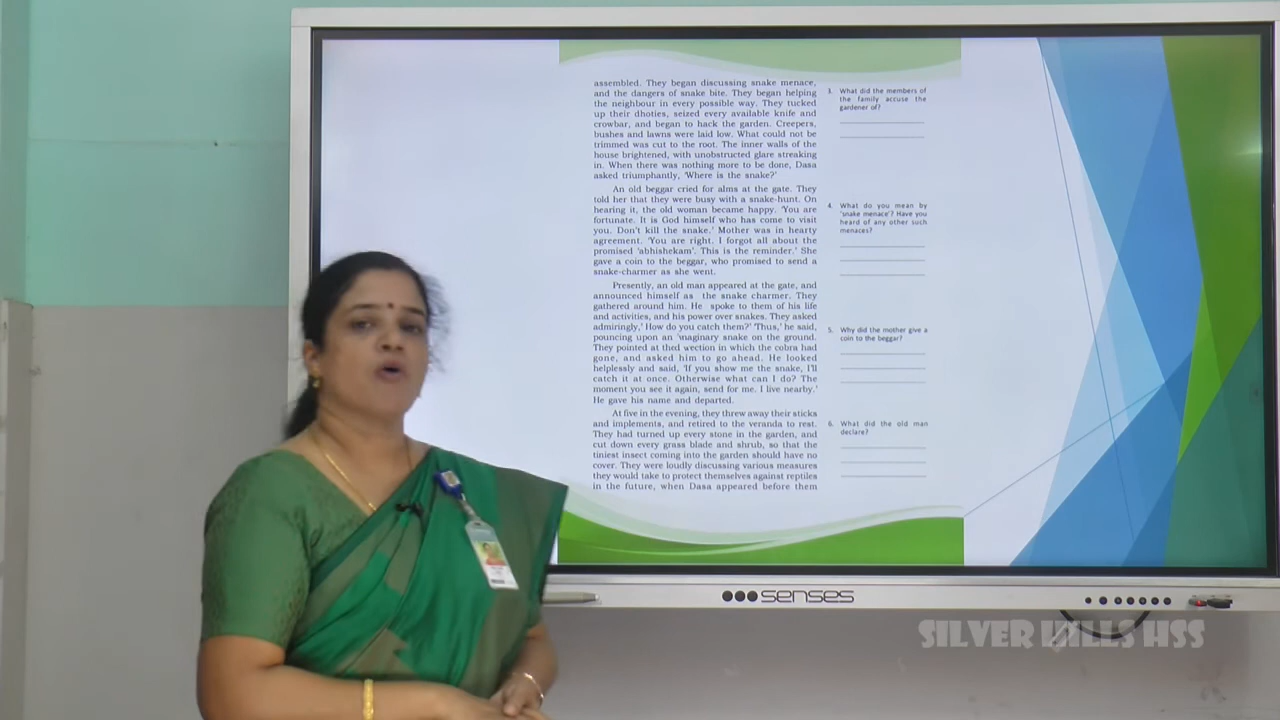 assembled. They began discussing snake menace,
and the dangers of snake bite. They began helping
the neighbour in every possible way. They tucked
up their dhoties, seized every available knife and
crowbar, and began to hack the garden. Creepers,
bushes and lawns were laid low. What could not be
trimmed was cut to the root. The inner walls of the
house brightened, with unobstructed glare streaking
in. When there was nothing more to be done, Dasa
asked triumphantly, 'Where is the snake?'
An old beggar cried for alms at the gate. They
told her that they were busy with a snake-hunt. On
hearing it, the old woman became happy. 'You are
fortunate. It is God himself who has come to visit
you. Don't kill the snake.' Mother was in hearty
agreement. 'You are right. I forgot all about the
promised 'abhishekam'. This is the reminder.' She
gave a coin to the beggar, who promised to send a
snake-charmer as she went.
Presently, an old man appeared at the gate, and
announced himself as the snake charmer. They
gathered around him. He spoke to them of his life
and activities, and his power over snakes. They asked
admiringly,' How do you catch them?' 'Thus,' he said,
pouncing upon an 'maginary snake on the ground.
They pointed at thed wection in which the cobra had
gone, and asked him to go ahead. He looked
helplessly and said, 'If you show me the snake, I'll
catch it at once. Otherwise what can I do? The
moment you see it again, send for me. I live nearby.'
He gave his name and departed.
At five in the evening, they threw away their sticks
and implements, and retired to the veranda to rest.
They had turned up every stone in the garden, and
cut down every grass blade and shrub, so that the
tiniest insect coming into the garden should have no
cover. They were loudly discussing various measures
they would take to protect themselves against reptiles
in the future, when Dasa appeared before them
3. What did the members of
the family accuse the
gardener of?
4. What do you mean by
'snake menace'? Have you
heard of any other such
menaces?
5. Why did the mother give a
coin to the beggar?
6. What did the old man
declare?
senses
SILVER HILLS HSS